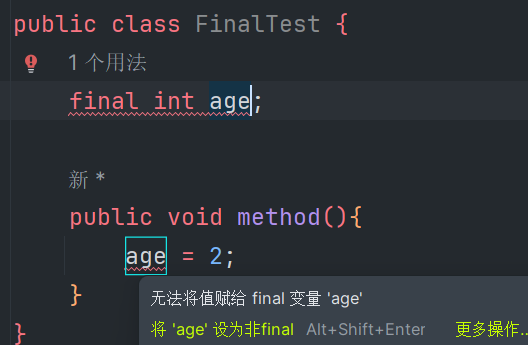 public class FinalTest {
1 个用法
final int age;
新 *
public void method(){
age = 2;
}
无法将值赋给 final 变量 'age'
将 'age' 设为非final Alt+Shift+Enter 更多操作..
}